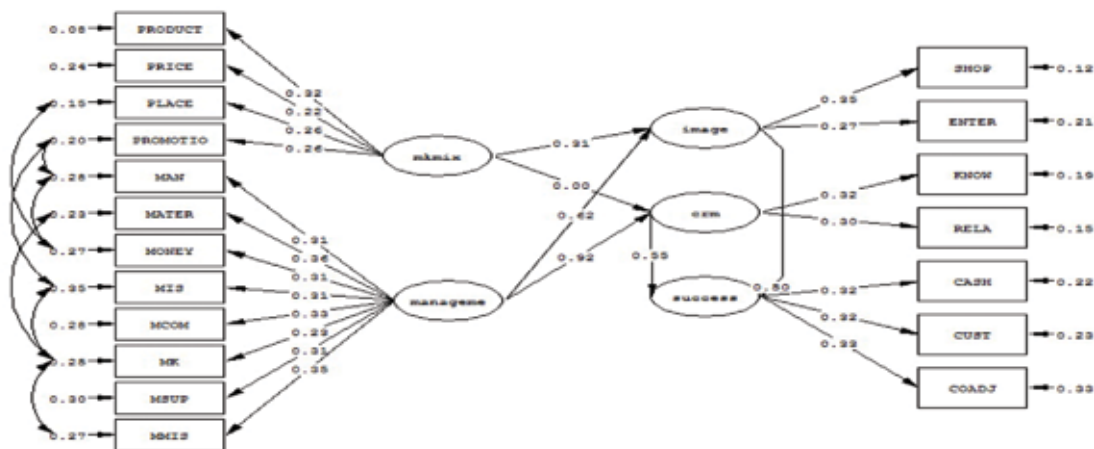 0.08 PRODUCT
0.24 PRICE
0.15 PLACE
0.20 PROMOTIO
0.28 MAN
0.23 MATER
0.27 MONEY
0.35 MIS
0.28 MCOM
0.25 MK
0.30 MSUP
0.27 MMIS
0.32
0.22
0.26
0.26
0.31
0.36
0.31
0.31
0.33
0.29
0.31
0.35
mkmix
manageme
0.91
0.00
0.62
0.92
image
crm
0.55
success
0.50
0.35
0.27
0.32
0.30
0.32
0.32
0.33
SHOP 0.12
ENTER 0.21
KNOW 0.19
RELA 0.15
CASH 0.22
CUST 0.23
COADJ 0.33